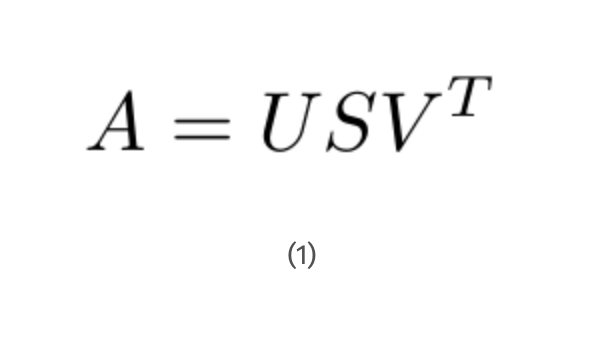 A = USV^T
(1)